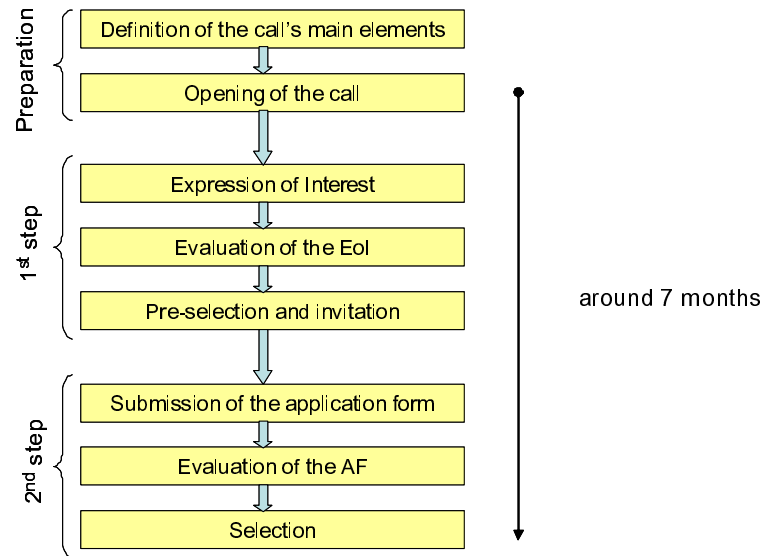 Preparation
Definition of the call's main elements
Opening of the call
1st step
Expression of Interest
Evaluation of the EoI
Pre-selection and invitation
around 7 months
2nd step
Submission of the application form
Evaluation of the AF
Selection